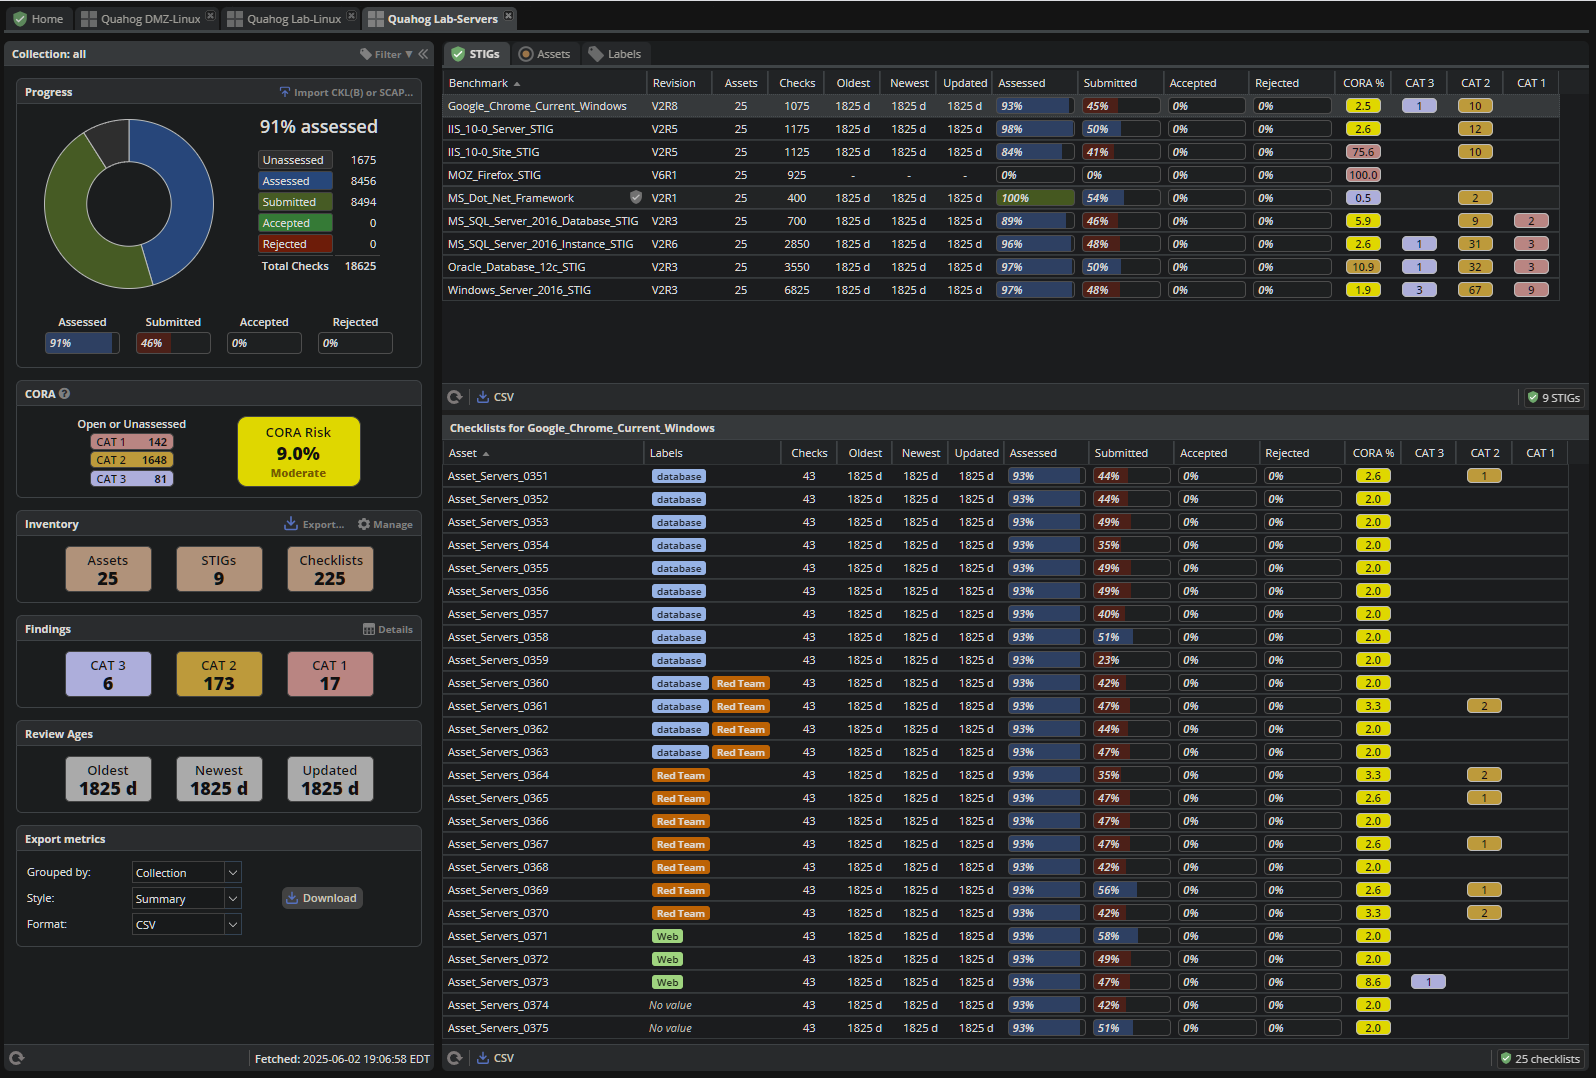 Home Quahog DMZ-Linux Quahog Lab-Linux Quahog Lab-Servers
Collection: all Filter
Progress Import CKL(B) or SCAP...
91% assessed
Unassessed 1675
Assessed 8456
Submitted 8494
Accepted 0
Rejected 0
Total Checks 18625
Assessed Submitted Accepted Rejected
91% 46% 0% 0%
CORA
Open or Unassessed
CAT 1 142
CAT 2 1648
CAT 3 81
CORA Risk
9.0%
Moderate
Inventory Export... Manage
Assets STIGs Checklists
25 9 225
Findings Details
CAT 3 CAT 2 CAT 1
6 173 17
Review Ages
Oldest Newest Updated
1825 d 1825 d 1825 d
Export metrics
Grouped by: Collection
Style: Summary
Format: CSV
Download
Fetched: 2025-06-02 19:06:58 EDT
STIGs Assets Labels
Benchmark Revision Assets Checks Oldest Newest Updated Assessed Submitted Accepted Rejected CORA % CAT 3 CAT 2 CAT 1
Google_Chrome_Current_Windows V2R8 25 1075 1825 d 1825 d 1825 d 93% 45% 0% 0% 2.5 1 10
IIS_10-0_Server_STIG V2R5 25 1175 1825 d 1825 d 1825 d 98% 50% 0% 0% 2.6 12
IIS_10-0_Site_STIG V2R5 25 1125 1825 d 1825 d 1825 d 84% 41% 0% 0% 75.6 10
MOZ_Firefox_STIG V6R1 25 925 - - - 0% 0% 0% 0% 100.0
MS_Dot_Net_Framework V2R1 25 400 1825 d 1825 d 1825 d 100% 54% 0% 0% 0.5 2
MS_SQL_Server_2016_Database_STIG V2R3 25 700 1825 d 1825 d 1825 d 89% 46% 0% 0% 5.9 9 2
MS_SQL_Server_2016_Instance_STIG V2R6 25 2850 1825 d 1825 d 1825 d 96% 48% 0% 0% 2.6 1 31 3
Oracle_Database_12c_STIG V2R3 25 3550 1825 d 1825 d 1825 d 97% 50% 0% 0% 10.9 1 32 3
Windows_Server_2016_STIG V2R3 25 6825 1825 d 1825 d 1825 d 97% 48% 0% 0% 1.9 3 67 9
CSV 9 STIGs
Checklists for Google_Chrome_Current_Windows
Asset Labels Checks Oldest Newest Updated Assessed Submitted Accepted Rejected CORA % CAT 3 CAT 2 CAT 1
Asset_Servers_0351 database 43 1825 d 1825 d 1825 d 93% 44% 0% 0% 2.6 1
Asset_Servers_0352 database 43 1825 d 1825 d 1825 d 93% 44% 0% 0% 2.0
Asset_Servers_0353 database 43 1825 d 1825 d 1825 d 93% 49% 0% 0% 2.0
Asset_Servers_0354 database 43 1825 d 1825 d 1825 d 93% 35% 0% 0% 2.0
Asset_Servers_0355 database 43 1825 d 1825 d 1825 d 93% 49% 0% 0% 2.0
Asset_Servers_0356 database 43 1825 d 1825 d 1825 d 93% 49% 0% 0% 2.0
Asset_Servers_0357 database 43 1825 d 1825 d 1825 d 93% 40% 0% 0% 2.0
Asset_Servers_0358 database 43 1825 d 1825 d 1825 d 93% 51% 0% 0% 2.0
Asset_Servers_0359 database 43 1825 d 1825 d 1825 d 93% 23% 0% 0% 2.0
Asset_Servers_0360 database Red Team 43 1825 d 1825 d 1825 d 93% 42% 0% 0% 2.0
Asset_Servers_0361 database Red Team 43 1825 d 1825 d 1825 d 93% 47% 0% 0% 3.3 2
Asset_Servers_0362 database Red Team 43 1825 d 1825 d 1825 d 93% 44% 0% 0% 2.0
Asset_Servers_0363 database Red Team 43 1825 d 1825 d 1825 d 93% 47% 0% 0% 2.0
Asset_Servers_0364 Red Team 43 1825 d 1825 d 1825 d 93% 35% 0% 0% 3.3 2
Asset_Servers_0365 Red Team 43 1825 d 1825 d 1825 d 93% 47% 0% 0% 2.6 1
Asset_Servers_0366 Red Team 43 1825 d 1825 d 1825 d 93% 47% 0% 0% 2.0
Asset_Servers_0367 Red Team 43 1825 d 1825 d 1825 d 93% 47% 0% 0% 2.6 1
Asset_Servers_0368 Red Team 43 1825 d 1825 d 1825 d 93% 42% 0% 0% 2.0
Asset_Servers_0369 Red Team 43 1825 d 1825 d 1825 d 93% 56% 0% 0% 2.6 1
Asset_Servers_0370 Red Team 43 1825 d 1825 d 1825 d 93% 42% 0% 0% 3.3 2
Asset_Servers_0371 Web 43 1825 d 1825 d 1825 d 93% 58% 0% 0% 2.0
Asset_Servers_0372 Web 43 1825 d 1825 d 1825 d 93% 49% 0% 0% 2.0
Asset_Servers_0373 Web 43 1825 d 1825 d 1825 d 93% 47% 0% 0% 8.6 1
Asset_Servers_0374 No value 43 1825 d 1825 d 1825 d 93% 42% 0% 0% 2.0
Asset_Servers_0375 No value 43 1825 d 1825 d 1825 d 93% 51% 0% 0% 2.0
CSV 25 checklists